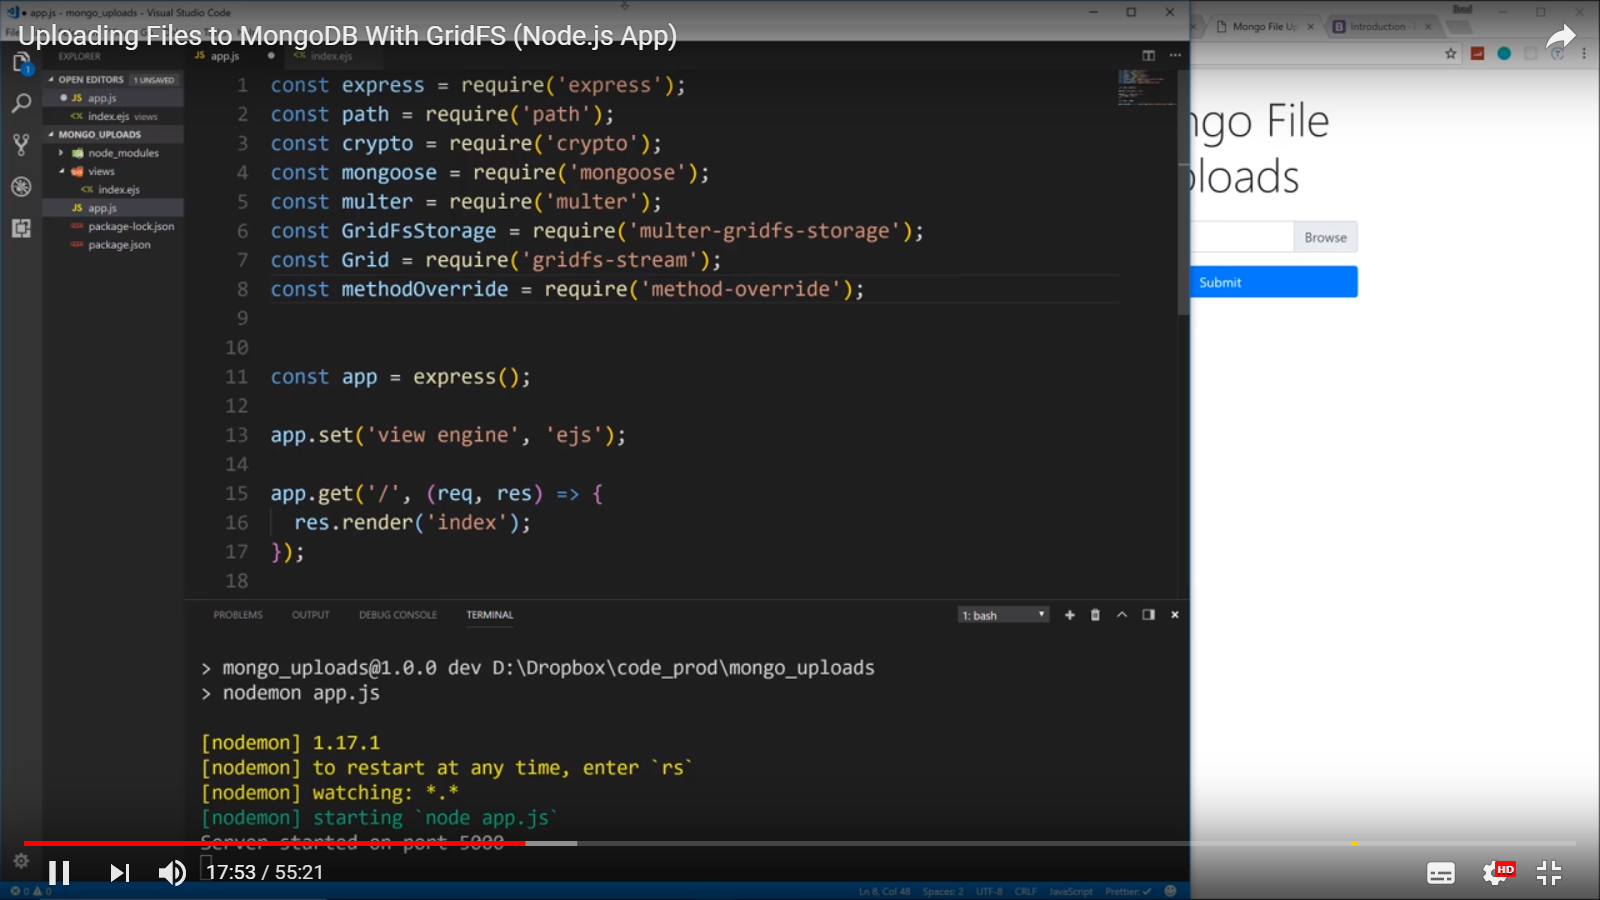 app.js - mongo_uploads - Visual Studio Code
Uploading Files to MongoDB With GridFS (Node.js App)
Mongo File Up
Introduction
EXPLORER
JS app.js
<% index.ejs
OPEN EDITORS 1 UNSAVED
JS app.js
<% index.ejs views
MONGO_UPLOADS
node_modules
views
<% index.ejs
JS app.js
package-lock.json
package.json
1 const express = require('express');
2 const path = require('path');
3 const crypto = require('crypto');
4 const mongoose = require('mongoose');
5 const multer = require('multer');
6 const GridFsStorage = require('multer-gridfs-storage');
7 const Grid = require('gridfs-stream');
8 const methodOverride = require('method-override');
9
10
11 const app = express();
12
13 app.set('view engine', 'ejs');
14
15 app.get('/', (req, res) => {
16 res.render('index');
17 });
18
ngo File
loads
Browse
Submit
PROBLEMS OUTPUT DEBUG CONSOLE TERMINAL
1: bash
> mongo_uploads@1.0.0 dev D:\Dropbox\code_prod\mongo_uploads
> nodemon app.js
[nodemon] 1.17.1
[nodemon] to restart at any time, enter `rs`
[nodemon] watching: *.*
[nodemon] starting `node app.js`
Server started on port 5000
17:53 / 55:21
HD
0 0
Ln 8, Col 48 Spaces: 2 UTF-8 CRLF JavaScript Prettier: ✓